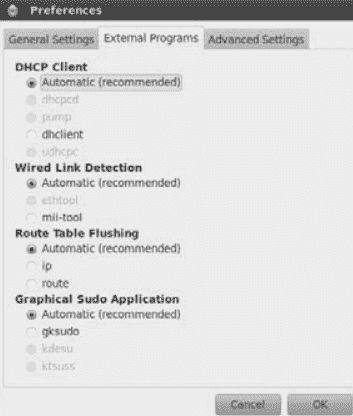 Preferences
General Settings External Programs Advanced Settings
DHCP Client
Automatic (recommended)
dhcpcd
pump
dhclient
udhcpc
Wired Link Detection
Automatic (recommended)
ethtool
mii-tool
Route Table Flushing
Automatic (recommended)
ip
route
Graphical Sudo Application
Automatic (recommended)
gksudo
kdesu
ktsuss
Cancel OK